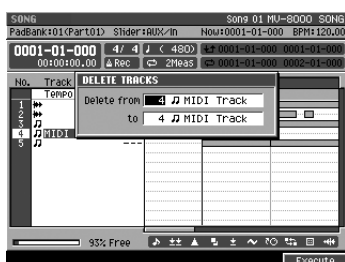 SONG Song 01 MV-8000 SONG
PadBank:01(Part01) Slider:AUX/In Now:0001-01-000 BPM:120.00
0001-01-000 4/ 4 ♩ ( 480) 0001-01-000 0001-01-000
00:00:00.00 Rec 2Meas 0001-01-000 0002-01-000
No. Track
Tempo
DELETE TRACKS
Delete from 4 ♫ MIDI Track
to 4 ♫ MIDI Track
1
2
3 ♫
4 ♫ MIDI
5 ♫ ---
93% Free
Execute